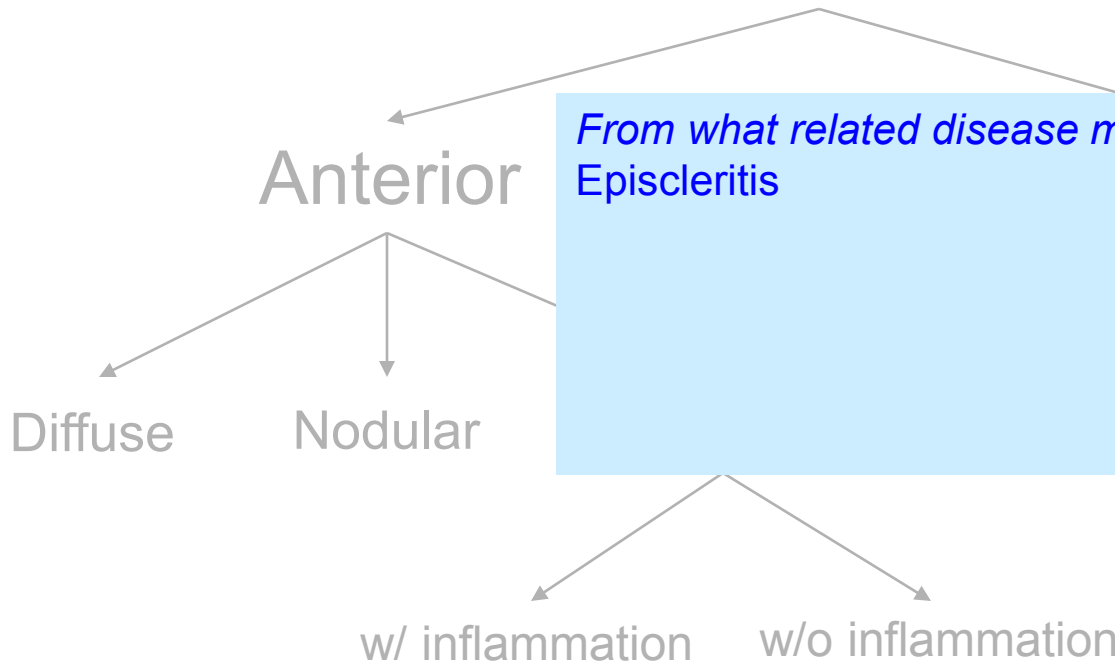 From what related disease
Episcleritis
Anterior
Diffuse
Nodular
w/ inflammation
w/o inflammation